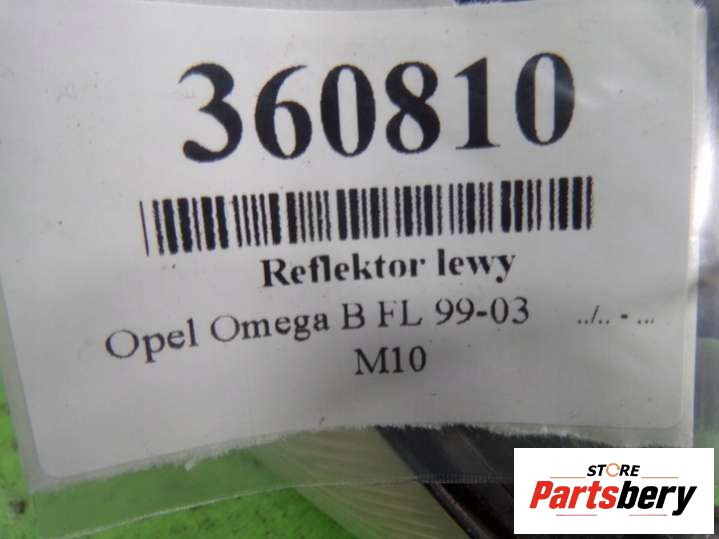 360810
Reflektor lewy
Opel Omega B FL 99-03 ../.. - ...
M10
STORE
Partsbery